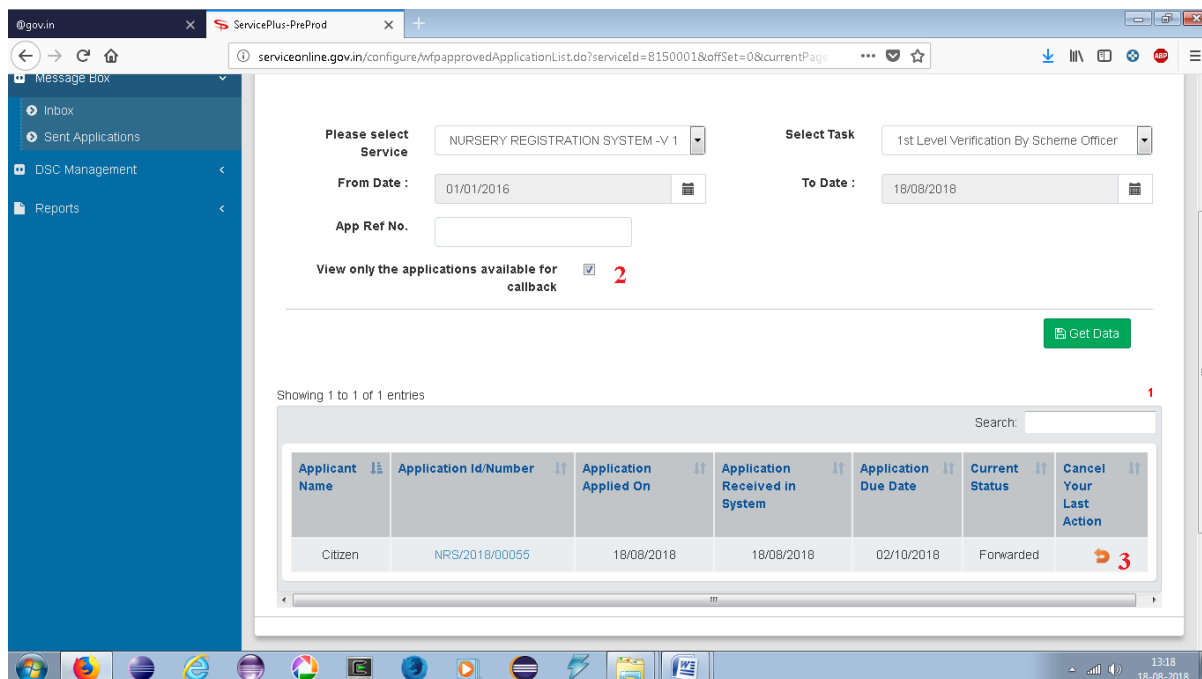 @gov.in
ServicePlus-PreProd
serviceonline.gov.in/configure/wfpapprovedApplicationList.do?serviceId=8150001&offSet=0&currentPage
ABP
Message Box
Inbox
Sent Applications
DSC Management
Reports
Please select
Service
NURSERY REGISTRATION SYSTEM -V 1
Select Task
1st Level Verification By Scheme Officer
From Date :
01/01/2016
To Date :
18/08/2018
App Ref No.
View only the applications available for
callback
2
Get Data
Showing 1 to 1 of 1 entries
1
Search:
Applicant
Name
Application Id/Number
Application
Applied On
Application
Received in
System
Application
Due Date
Current
Status
Cancel
Your
Last
Action
Citizen
NRS/2018/00055
18/08/2018
18/08/2018
02/10/2018
Forwarded
3
13:18
18-08-2018